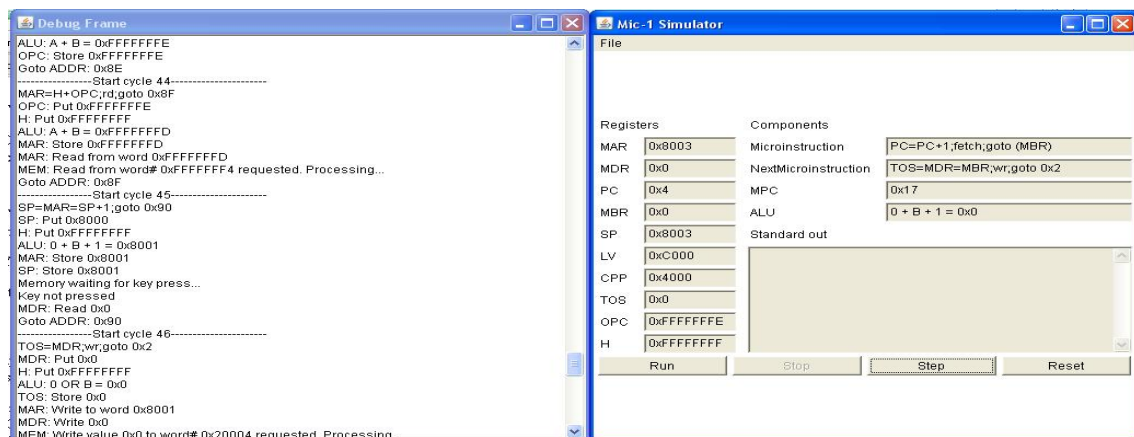 Debug Frame
ALU: A + B = 0xFFFFFFFE
OPC: Store 0xFFFFFFFE
Goto ADDR: 0x8E
-----------------Start cycle 44----------------------
MAR=H+OPC;rd;goto 0x8F
OPC: Put 0xFFFFFFFE
H: Put 0xFFFFFFFF
ALU: A + B = 0xFFFFFFFD
MAR: Store 0xFFFFFFFD
MAR: Read from word 0xFFFFFFFD
MEM: Read from word# 0xFFFFFFF4 requested. Processing...
Goto ADDR: 0x8F
-----------------Start cycle 45----------------------
SP=MAR=SP+1;goto 0x90
SP: Put 0x8000
H: Put 0xFFFFFFFF
ALU: 0 + B + 1 = 0x8001
MAR: Store 0x8001
SP: Store 0x8001
Memory waiting for key press...
Key not pressed
MDR: Read 0x0
Goto ADDR: 0x90
-----------------Start cycle 46----------------------
TOS=MDR;wr;goto 0x2
MDR: Put 0x0
H: Put 0xFFFFFFFF
ALU: 0 OR B = 0x0
TOS: Store 0x0
MAR: Write to word 0x8001
MDR: Write 0x0
MEM: Write value 0x0 to word# 0x20004 requested. Processing...
Mic-1 Simulator
File
Registers Components
MAR 0x8003 Microinstruction PC=PC+1;fetch;goto (MBR)
MDR 0x0 NextMicroinstruction TOS=MDR=MBR;wr;goto 0x2
PC 0x4 MPC 0x17
MBR 0x0 ALU 0 + B + 1 = 0x0
SP 0x8003 Standard out
LV 0xC000
CPP 0x4000
TOS 0x0
OPC 0xFFFFFFFE
H 0xFFFFFFFF
Run Stop Step Reset